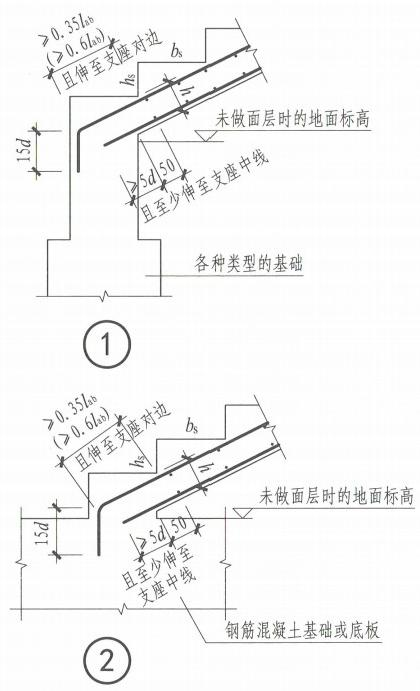 ≥0.35lab
(≥0.6lab)
且伸至支座对边
bs
hs
h
未做面层时的地面标高
15d
≥5d 50
且至少伸至支座中线
各种类型的基础
1
≥0.35lab
(≥0.6lab)
且伸至支座对边
bs
hs
h
未做面层时的地面标高
15d
≥5d 50
且至少伸至
支座中线
钢筋混凝土基础或底板
2